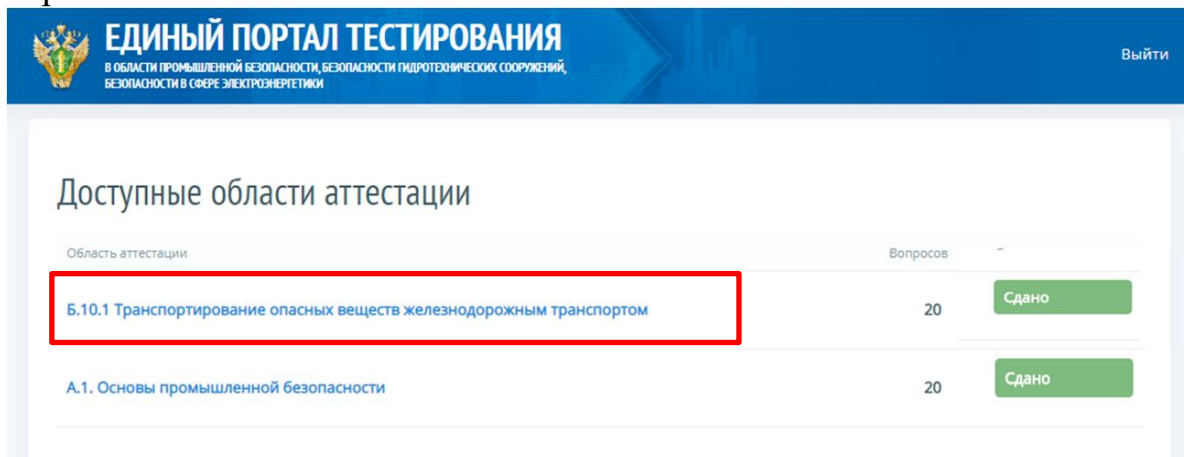 ЕДИНЫЙ ПОРТАЛ ТЕСТИРОВАНИЯ
В ОБЛАСТИ ПРОМЫШЛЕННОЙ БЕЗОПАСНОСТИ, БЕЗОПАСНОСТИ ГИДРОТЕХНИЧЕСКИХ СООРУЖЕНИЙ,
БЕЗОПАСНОСТИ В СФЕРЕ ЭЛЕКТРОЭНЕРГЕТИКИ
Выйти
Доступные области аттестации
Область аттестации Вопросов
Б.10.1 Транспортирование опасных веществ железнодорожным транспортом 20 Сдано
А.1. Основы промышленной безопасности 20 Сдано